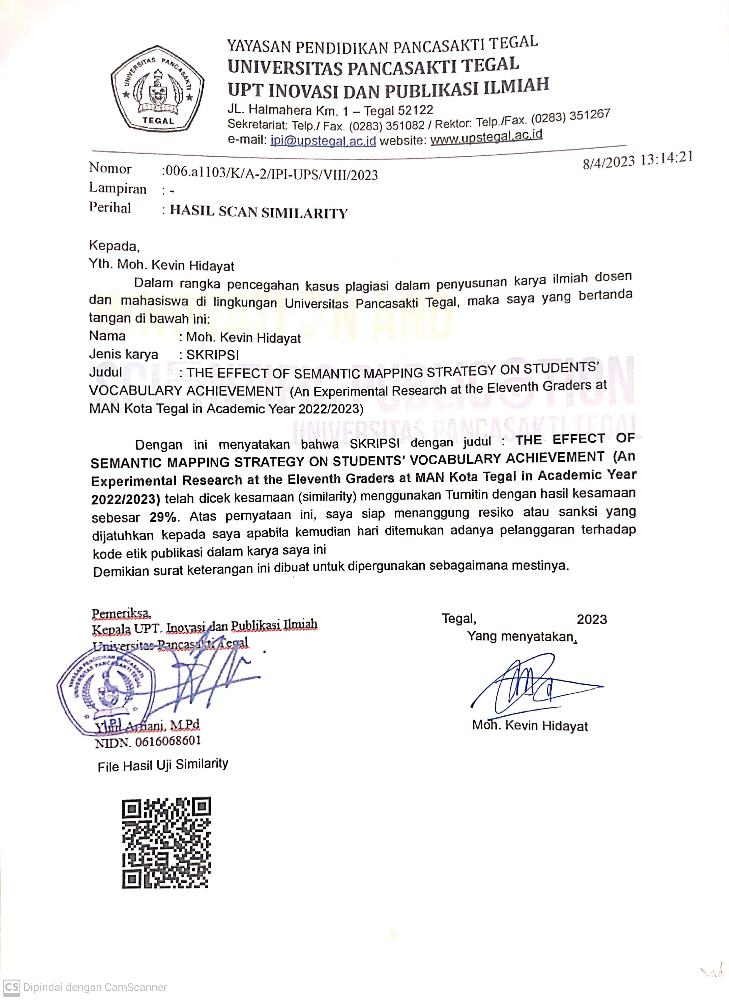 UNIVERSITAS PANCASAKTI
TEGAL
YAYASAN PENDIDIKAN PANCASAKTI TEGAL
UNIVERSITAS PANCASAKTI TEGAL
UPT INOVASI DAN PUBLIKASI ILMIAH
JL. Halmahera Km. 1 – Tegal 52122
Sekretariat: Telp./ Fax. (0283) 351082 / Rektor: Telp./Fax. (0283) 351267
e-mail: ipi@upstegal.ac.id website: www.upstegal.ac.id
8/4/2023 13:14:21
Nomor :006.a1103/K/A-2/IPI-UPS/VIII/2023
Lampiran : -
Perihal : HASIL SCAN SIMILARITY
Kepada,
Yth. Moh. Kevin Hidayat
Dalam rangka pencegahan kasus plagiasi dalam penyusunan karya ilmiah dosen
dan mahasiswa di lingkungan Universitas Pancasakti Tegal, maka saya yang bertanda
tangan di bawah ini:
INNOVATION AND
Nama : Moh. Kevin Hidayat
Jenis karya : SKRIPSI
Judul : THE EFFECT OF SEMANTIC MAPPING STRATEGY ON STUDENTS’
VOCABULARY ACHIEVEMENT (An Experimental Research at the Eleventh Graders at
MAN Kota Tegal in Academic Year 2022/2023)
SCIENTIFIC PUBLICATION
UNIVERSITAS PANCASAKTI TEGAL
Dengan ini menyatakan bahwa SKRIPSI dengan judul : THE EFFECT OF
SEMANTIC MAPPING STRATEGY ON STUDENTS’ VOCABULARY ACHIEVEMENT (An
Experimental Research at the Eleventh Graders at MAN Kota Tegal in Academic Year
2022/2023) telah dicek kesamaan (similarity) menggunakan Turnitin dengan hasil kesamaan
sebesar 29%. Atas pernyataan ini, saya siap menanggung resiko atau sanksi yang
dijatuhkan kepada saya apabila kemudian hari ditemukan adanya pelanggaran terhadap
kode etik publikasi dalam karya saya ini
Demikian surat keterangan ini dibuat untuk dipergunakan sebagaimana mestinya.
Pemeriksa,
Kepala UPT. Inovasi dan Publikasi Ilmiah
Universitas Pancasakti Tegal
Tegal, 2023
Yang menyatakan,
YAYASAN PENDIDIKAN PANCASAKTI
UNIVERSITAS PANCASAKTI TEGAL
IPI
M.Pd
NIDN. 0616068601
Moh. Kevin Hidayat
File Hasil Uji Similarity
CS Dipindai dengan CamScanner